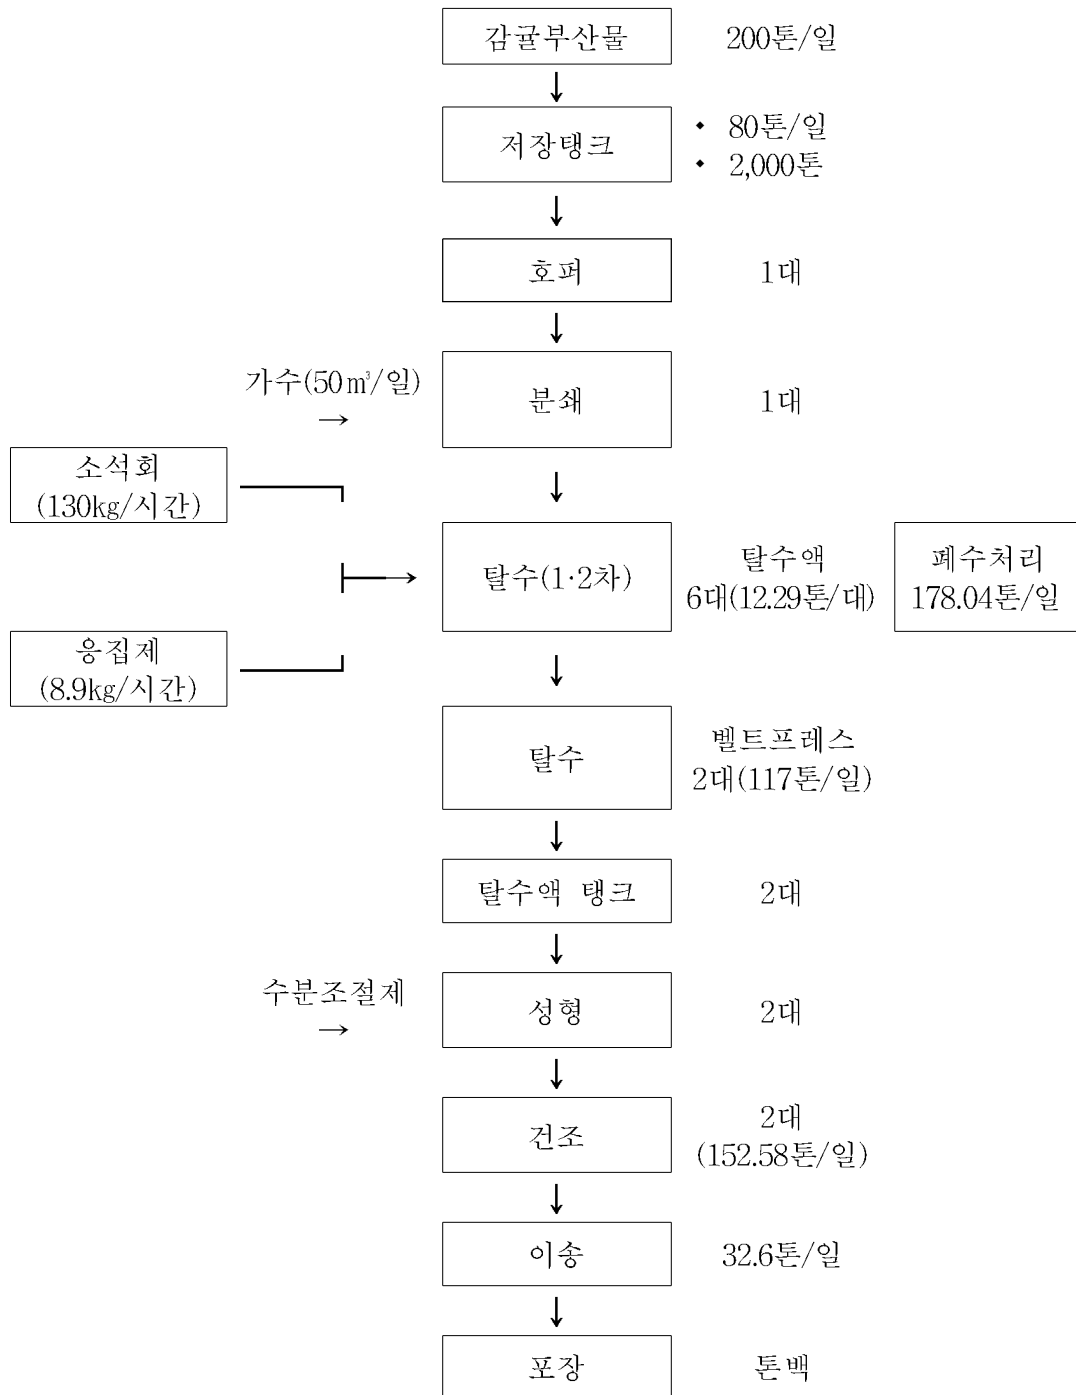 감귤부산물
200톤/일
저장탱크
• 80톤/일
• 2,000톤
호퍼
1대
가수(50㎥/일)
분쇄
1대
소석회
(130kg/시간)
탈수(1·2차)
탈수액
6대(12.29톤/대)
폐수처리
178.04톤/일
응집제
(8.9kg/시간)
탈수
벨트프레스
2대(117톤/일)
탈수액 탱크
2대
수분조절제
성형
2대
건조
2대
(152.58톤/일)
이송
32.6톤/일
포장
톤백